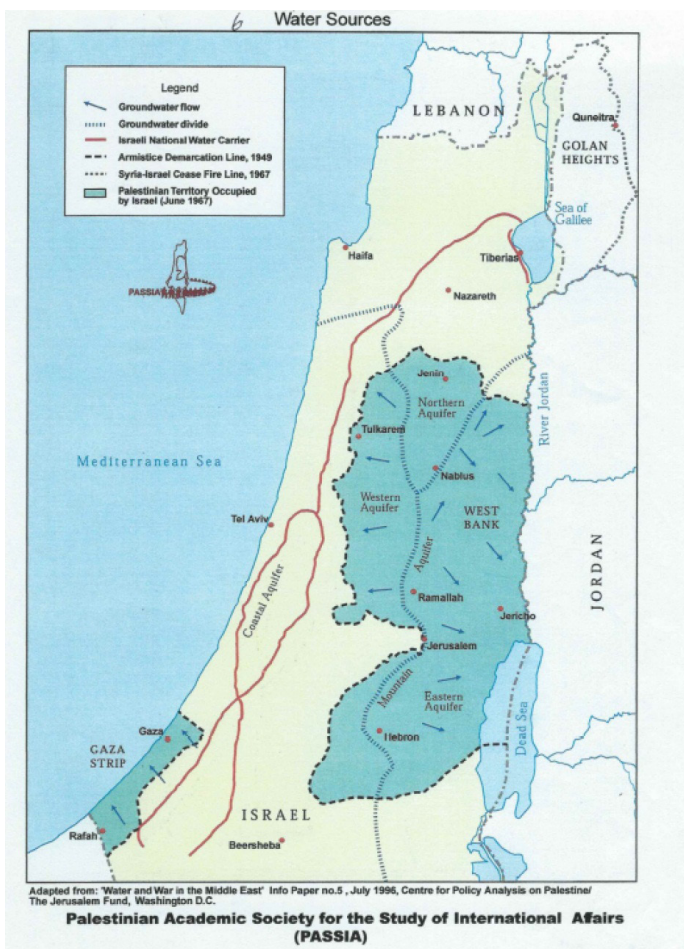 6
Water Sources
Legend
Groundwater flow
Groundwater divide
Israeli National Water Carrier
Armistice Demarcation Line, 1949
Syria-Israel Cease Fire Line, 1967
Palestinian Territory Occupied
by Israel (June 1967)
PASSIA
LEBANON
Quneitra
GOLAN
HEIGHTS
Sea of
Galilee
Haifa
Tiberias
Nazareth
Jenin
Northern
Aquifer
River Jordan
Tulkarem
Mediterranean Sea
Nablus
Western
Aquifer
WEST
BANK
Tel Aviv
Coastal Aquifer
Aquifer
JORDAN
Ramallah
Jericho
Jerusalem
Mountain
Eastern
Aquifer
Dead Sea
Hebron
Gaza
GAZA
STRIP
ISRAEL
Rafah
Beersheba
Adapted from: 'Water and War in the Middle East' Info Paper no.5 , July 1996, Centre for Policy Analysis on Palestine/
The Jerusalem Fund, Washington D.C.
Palestinian Academic Society for the Study of International Affairs
(PASSIA)